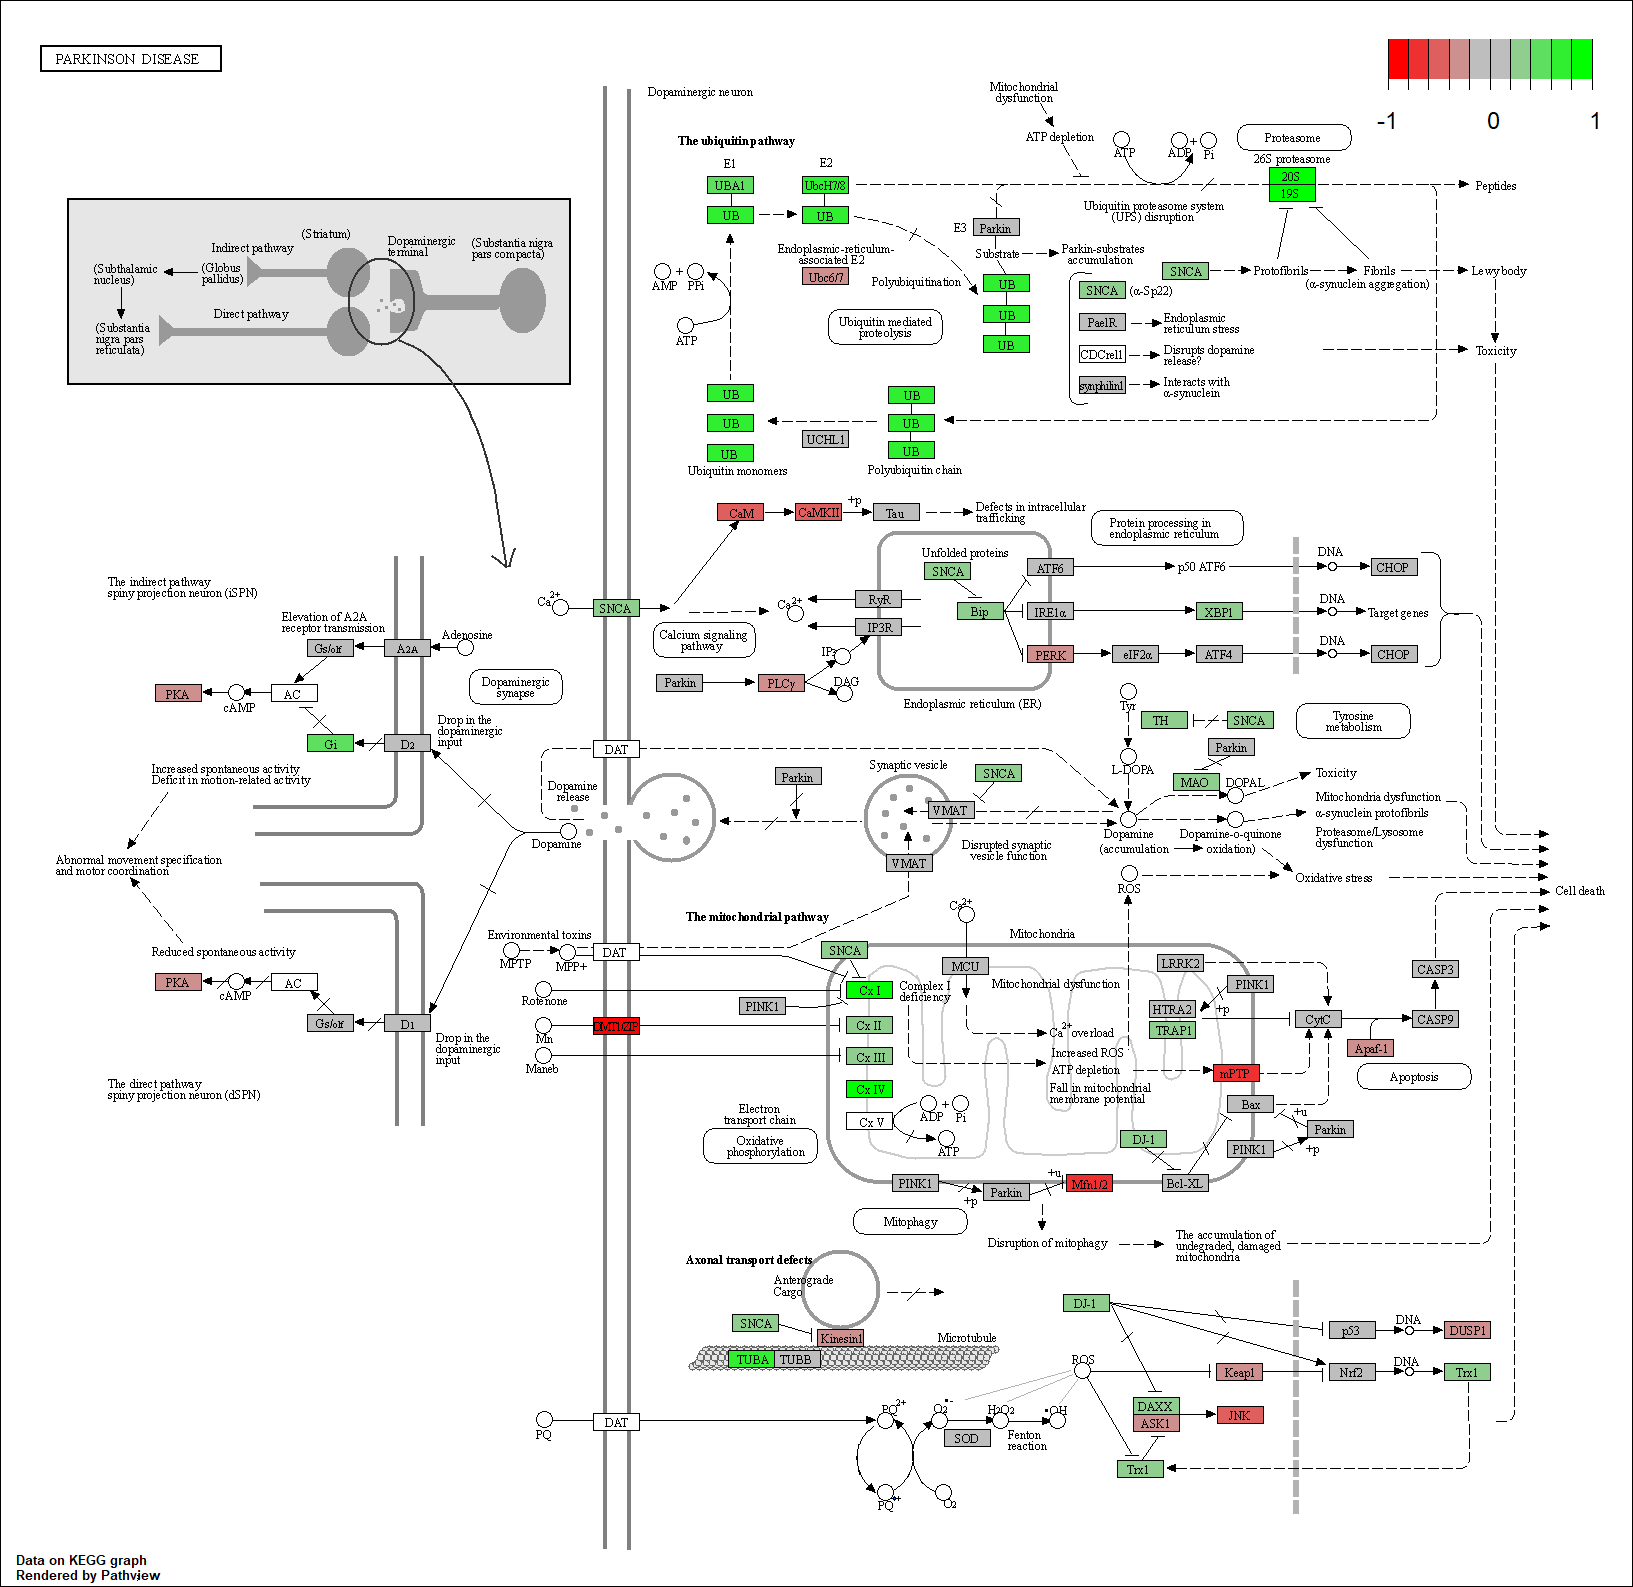 PARKINSON DISEASE
-1 0 1
Dopaminergic neuron
Mitochondrial
dysfunction
ATP depletion
ATP
ADP + Pi
Proteasome
26S proteasome
20S
19S
Peptides
The ubiquitin pathway
E1
E2
UBA1
UbcH7/8
UB
UB
Ubiquitin proteasome system
(UPS) disruption
E3
Parkin
Substrate
Parkin-substrates
accumulation
Endoplasmic-reticulum-
associated E2
Ubc6/7
Polyubiquitination
UB
UB
UB
AMP + PPi
ATP
Ubiquitin mediated
proteolysis
SNCA
Protofibrils
Fibrils
(α-synuclein aggregation)
Lewy body
SNCA
(α-Sp22)
PaelR
Endoplasmic
reticulum stress
CDCrel1
Disrupts dopamine
release?
synphilin1
Interacts with
α-synuclein
Toxicity
UB
UB
UB
Ubiquitin monomers
UCHL1
UB
UB
UB
Polyubiquitin chain
(Striatum)
Indirect pathway
Dopaminergic
terminal
(Substantia nigra
pars compacta)
(Subthalamic
nucleus)
(Globus
pallidus)
Direct pathway
(Substantia
nigra pars
reticulata)
CaM
CaMKII
+p
Tau
Defects in intracellular
trafficking
Protein processing in
endoplasmic reticulum
Unfolded proteins
SNCA
Bip
ATF6
p50 ATF6
DNA
CHOP
IRE1α
XBP1
DNA
Target genes
PERK
eIF2α
ATF4
DNA
CHOP
Ca2+
SNCA
Ca2+
RyR
IP3R
Calcium signaling
pathway
IP3
DAG
Parkin
PLCγ
Endoplasmic reticulum (ER)
The indirect pathway
spiny projection neuron (iSPN)
Elevation of A2A
receptor transmission
Gs/olf
A2A
Adenosine
PKA
cAMP
AC
Gi
D2
Drop in the
dopaminergic
input
Dopaminergic
synapse
Increased spontaneous activity
Deficit in motion-related activity
Abnormal movement specification
and motor coordination
Reduced spontaneous activity
PKA
cAMP
AC
Gs/olf
D1
Drop in the
dopaminergic
input
The direct pathway
spiny projection neuron (dSPN)
DAT
Dopamine
release
Dopamine
Parkin
Synaptic vesicle
SNCA
VMAT
VMAT
Disrupted synaptic
vesicle function
Tyr
TH
SNCA
Tyrosine
metabolism
L-DOPA
Parkin
MAO
DOPAL
Toxicity
Mitochondria dysfunction
α-synuclein protofibrils
Proteasome/Lysosome
dysfunction
Dopamine
(accumulation
Dopamine-o-quinone
oxidation)
Oxidative stress
ROS
Cell death
The mitochondrial pathway
Environmental toxins
MPTP
MPP+
DAT
Rotenone
Mn
Maneb
DMT1/ZIP
PINK1
SNCA
Cx I
Cx II
Cx III
Cx IV
Cx V
Complex I
deficiency
Ca2+
MCU
Mitochondria
Mitochondrial dysfunction
Ca2+ overload
Increased ROS
ATP depletion
Fall in mitochondrial
membrane potential
ADP + Pi
ATP
Electron
transport chain
Oxidative
phosphorylation
LRRK2
PINK1
+p
HTRA2
TRAP1
CytC
CASP3
CASP9
Apaf-1
Apoptosis
mPTP
Bax
+u
Parkin
PINK1
+p
DJ-1
Bcl-XL
PINK1
+p
Parkin
+u
Mfn1/2
Mitophagy
Disruption of mitophagy
The accumulation of
undegraded, damaged
mitochondria
Axonal transport defects
Anterograde
Cargo
SNCA
Kinesin1
Microtubule
TUBA
TUBB
DJ-1
p53
DNA
DUSP1
Keap1
Nrf2
DNA
Trx1
ROS
DAXX
ASK1
JNK
Trx1
PQ
DAT
PQ2+
PQ•+
O2•-
O2
H2O2
•OH
SOD
Fenton
reaction
Data on KEGG graph
Rendered by Pathview